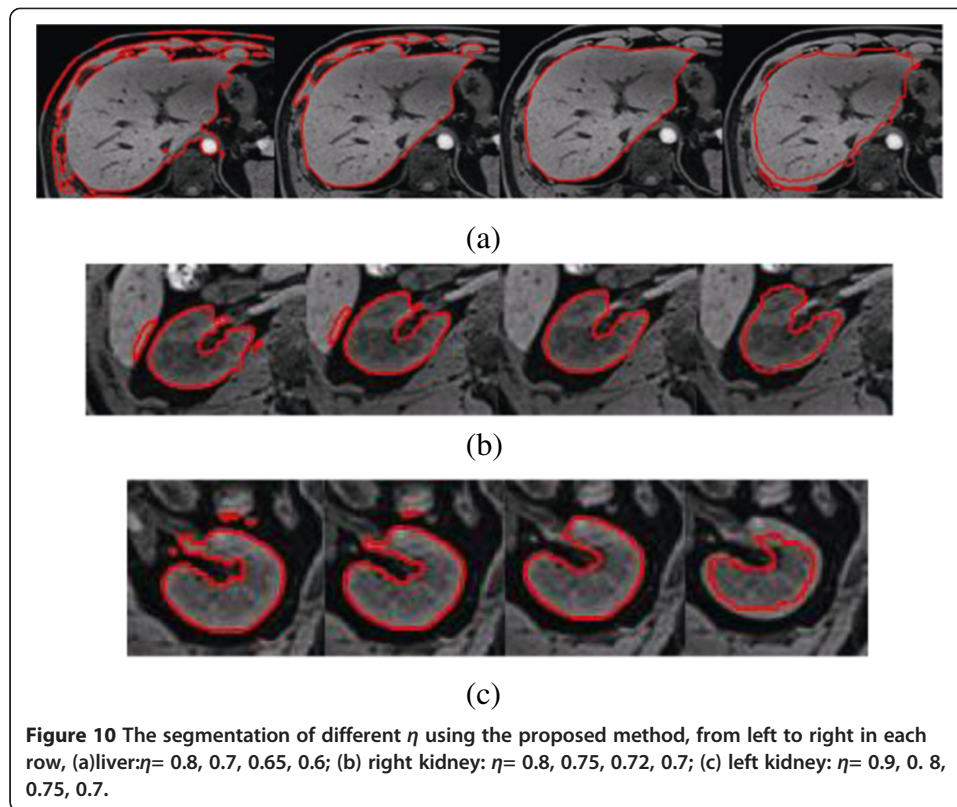 (a)
(b)
(c)
Figure 10 The segmentation of different η using the proposed method, from left to right in each
row, (a)liver:η= 0.8, 0.7, 0.65, 0.6; (b) right kidney: η= 0.8, 0.75, 0.72, 0.7; (c) left kidney: η= 0.9, 0. 8,
0.75, 0.7.